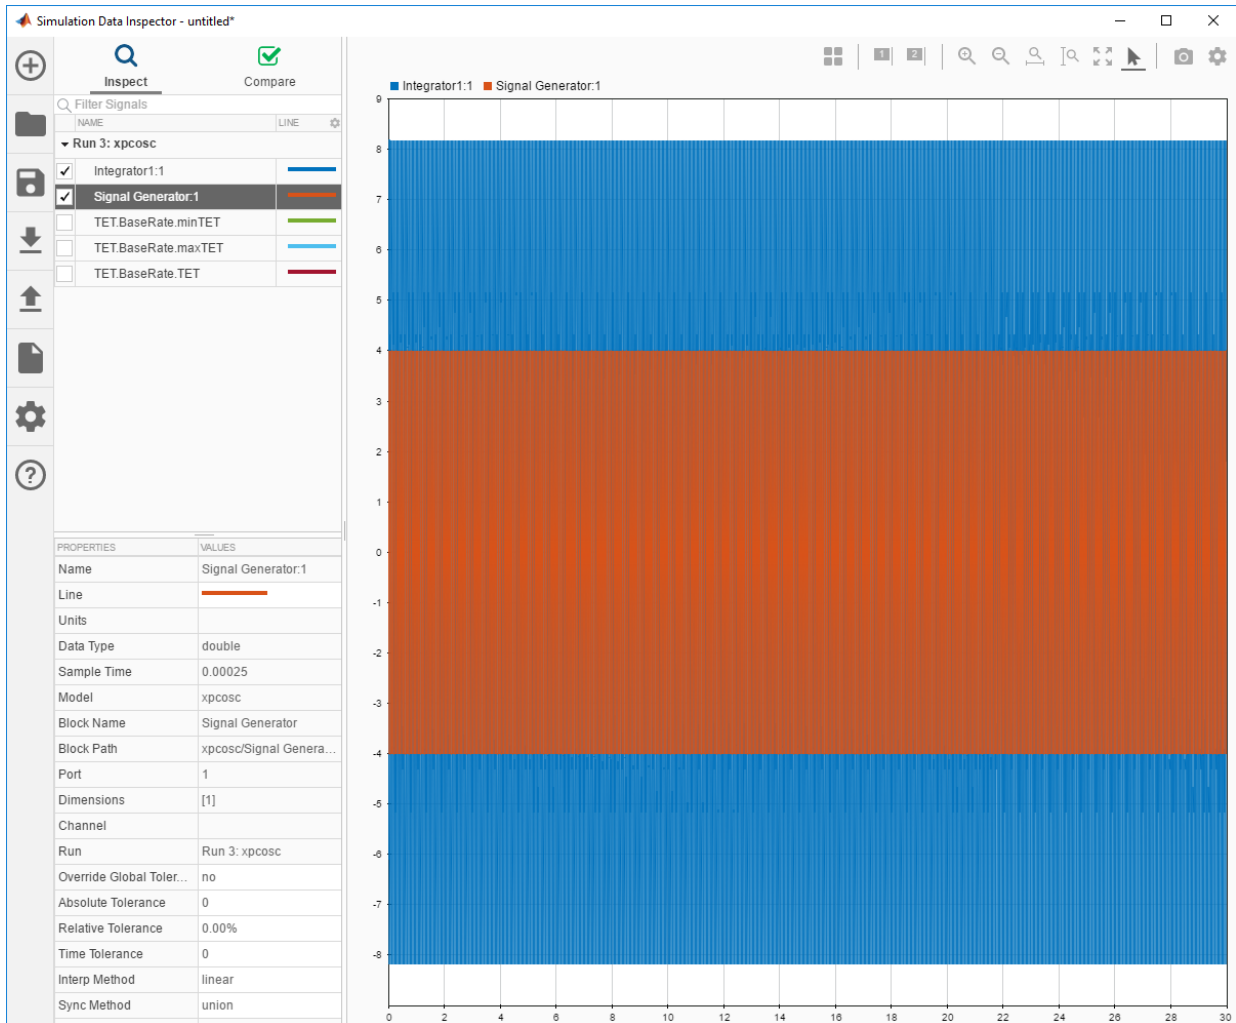 Simulation Data Inspector - untitled*
Inspect
Compare
Filter Signals
NAME LINE
Run 3: xpcosc
Integrator1:1
Signal Generator:1
TET.BaseRate.minTET
TET.BaseRate.maxTET
TET.BaseRate.TET
PROPERTIES VALUES
Name Signal Generator:1
Line
Units
Data Type double
Sample Time 0.00025
Model xpcosc
Block Name Signal Generator
Block Path xpcosc/Signal Genera...
Port 1
Dimensions [1]
Channel
Run Run 3: xpcosc
Override Global Toler... no
Absolute Tolerance 0
Relative Tolerance 0.00%
Time Tolerance 0
Interp Method linear
Sync Method union
1 2
Integrator1:1 Signal Generator:1
9
8
7
6
5
4
3
2
1
0
-1
-2
-3
-4
-5
-6
-7
-8
0 2 4 6 8 10 12 14 16 18 20 22 24 26 28 30